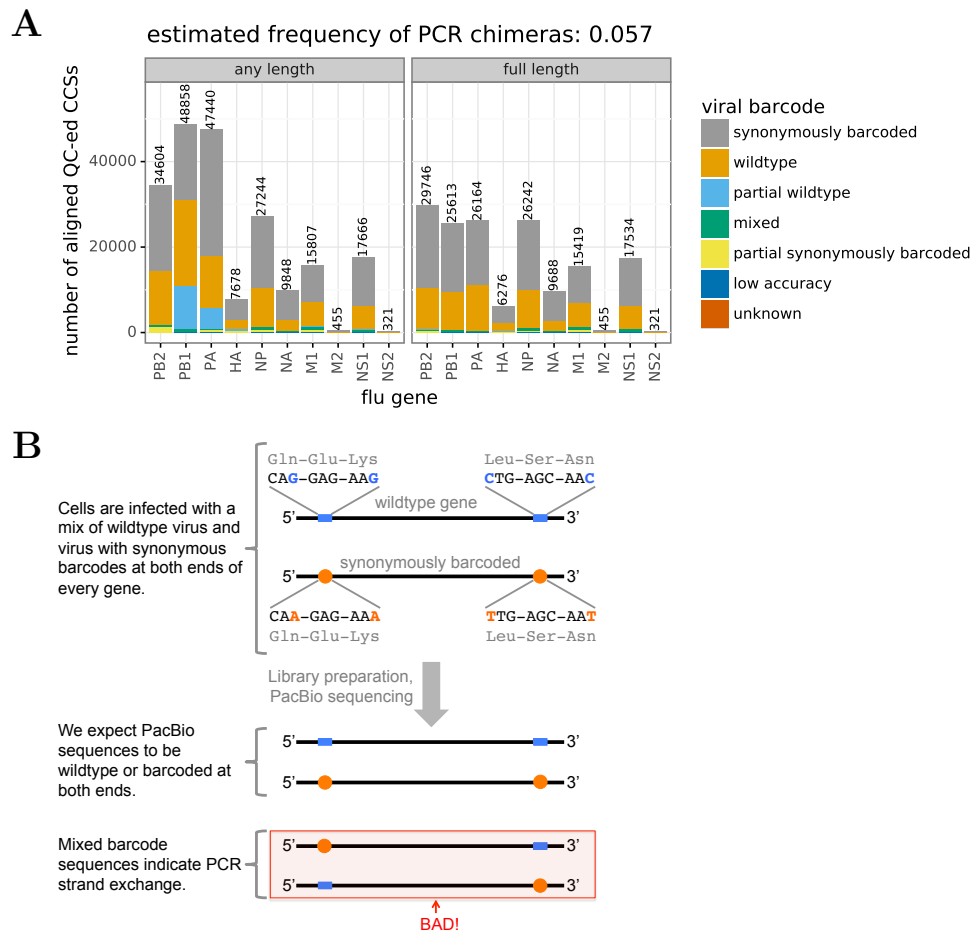 A
estimated frequency of PCR chimeras: 0.057
any length
full length
number of aligned QC-ed CCSs
40000
20000
0
34604
48858
47440
7678
27244
9848
15807
455
17666
321
29746
25613
26164
6276
26242
9688
15419
455
17534
321
PB2
PB1
PA
HA
NP
NA
M1
M2
NS1
NS2
PB2
PB1
PA
HA
NP
NA
M1
M2
NS1
NS2
flu gene
viral barcode
synonymously barcoded
wildtype
partial wildtype
mixed
partial synonymously barcoded
low accuracy
unknown
B
Cells are infected with a
mix of wildtype virus and
virus with synonymous
barcodes at both ends of
every gene.
Gln-Glu-Lys
Leu-Ser-Asn
CAG-GAG-AAG
CTG-AGC-AAC
wildtype gene
5’
3’
synonymously barcoded
5’
3’
CAA-GAG-AAA
TTG-AGC-AAT
Gln-Glu-Lys
Leu-Ser-Asn
Library preparation,
PacBio sequencing
We expect PacBio
sequences to be
wildtype or barcoded at
both ends.
5’
3’
5’
3’
Mixed barcode
sequences indicate PCR
strand exchange.
5’
3’
5’
3’
BAD!